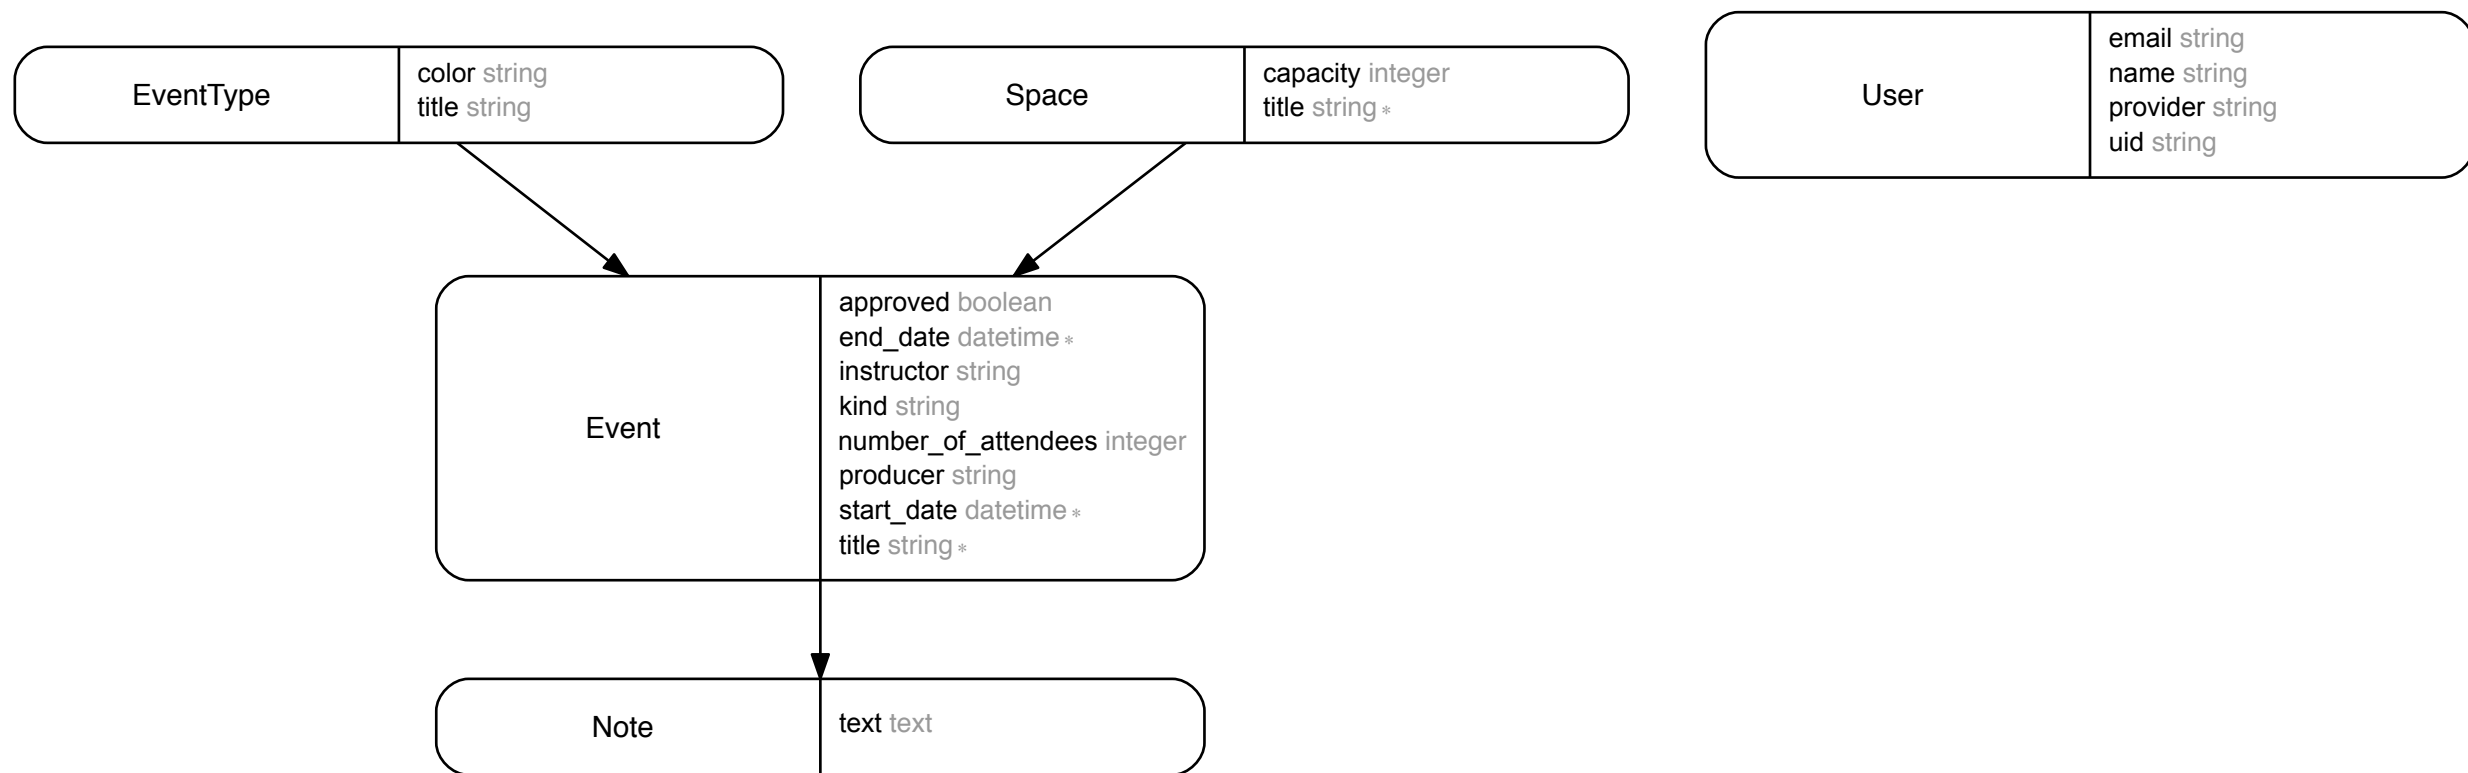 EventType
color string
title string
Space
capacity integer
title string *
User
email string
name string
provider string
uid string
Event
approved boolean
end_date datetime *
instructor string
kind string
number_of_attendees integer
producer string
start_date datetime *
title string *
Note
text text